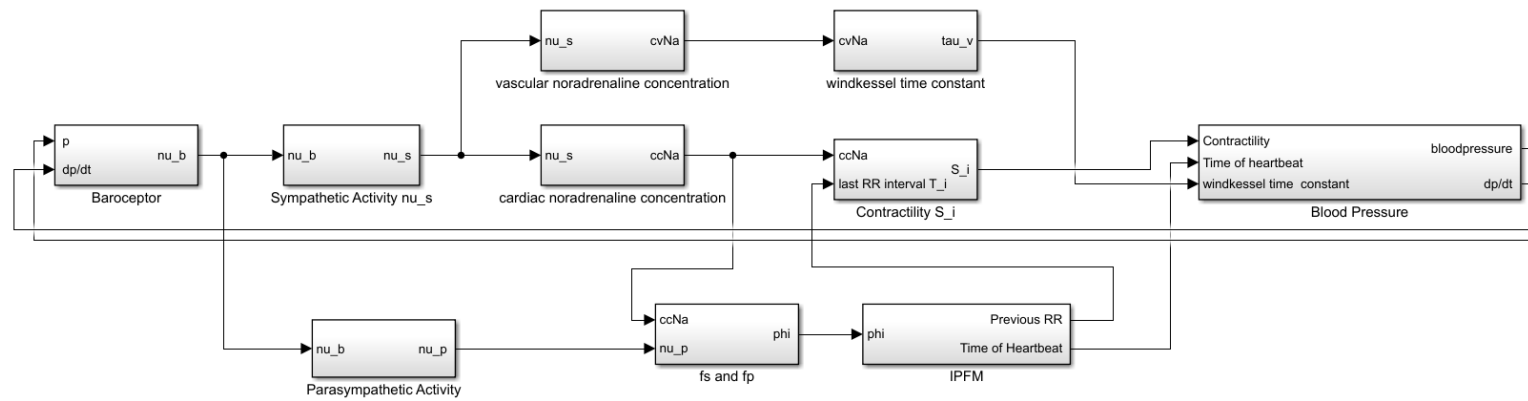 nu_s
cvNa
vascular noradrenaline concentration
cvNa
tau_v
windkessel time constant
p
dp/dt
nu_b
Baroceptor
nu_b
nu_s
Sympathetic Activity nu_s
nu_s
ccNa
cardiac noradrenaline concentration
ccNa
last RR interval T_i
S_i
Contractility S_i
Contractility
Time of heartbeat
windkessel time constant
bloodpressure
dp/dt
Blood Pressure
nu_b
nu_p
Parasympathetic Activity
ccNa
nu_p
phi
fs and fp
phi
Previous RR
Time of Heartbeat
IPFM